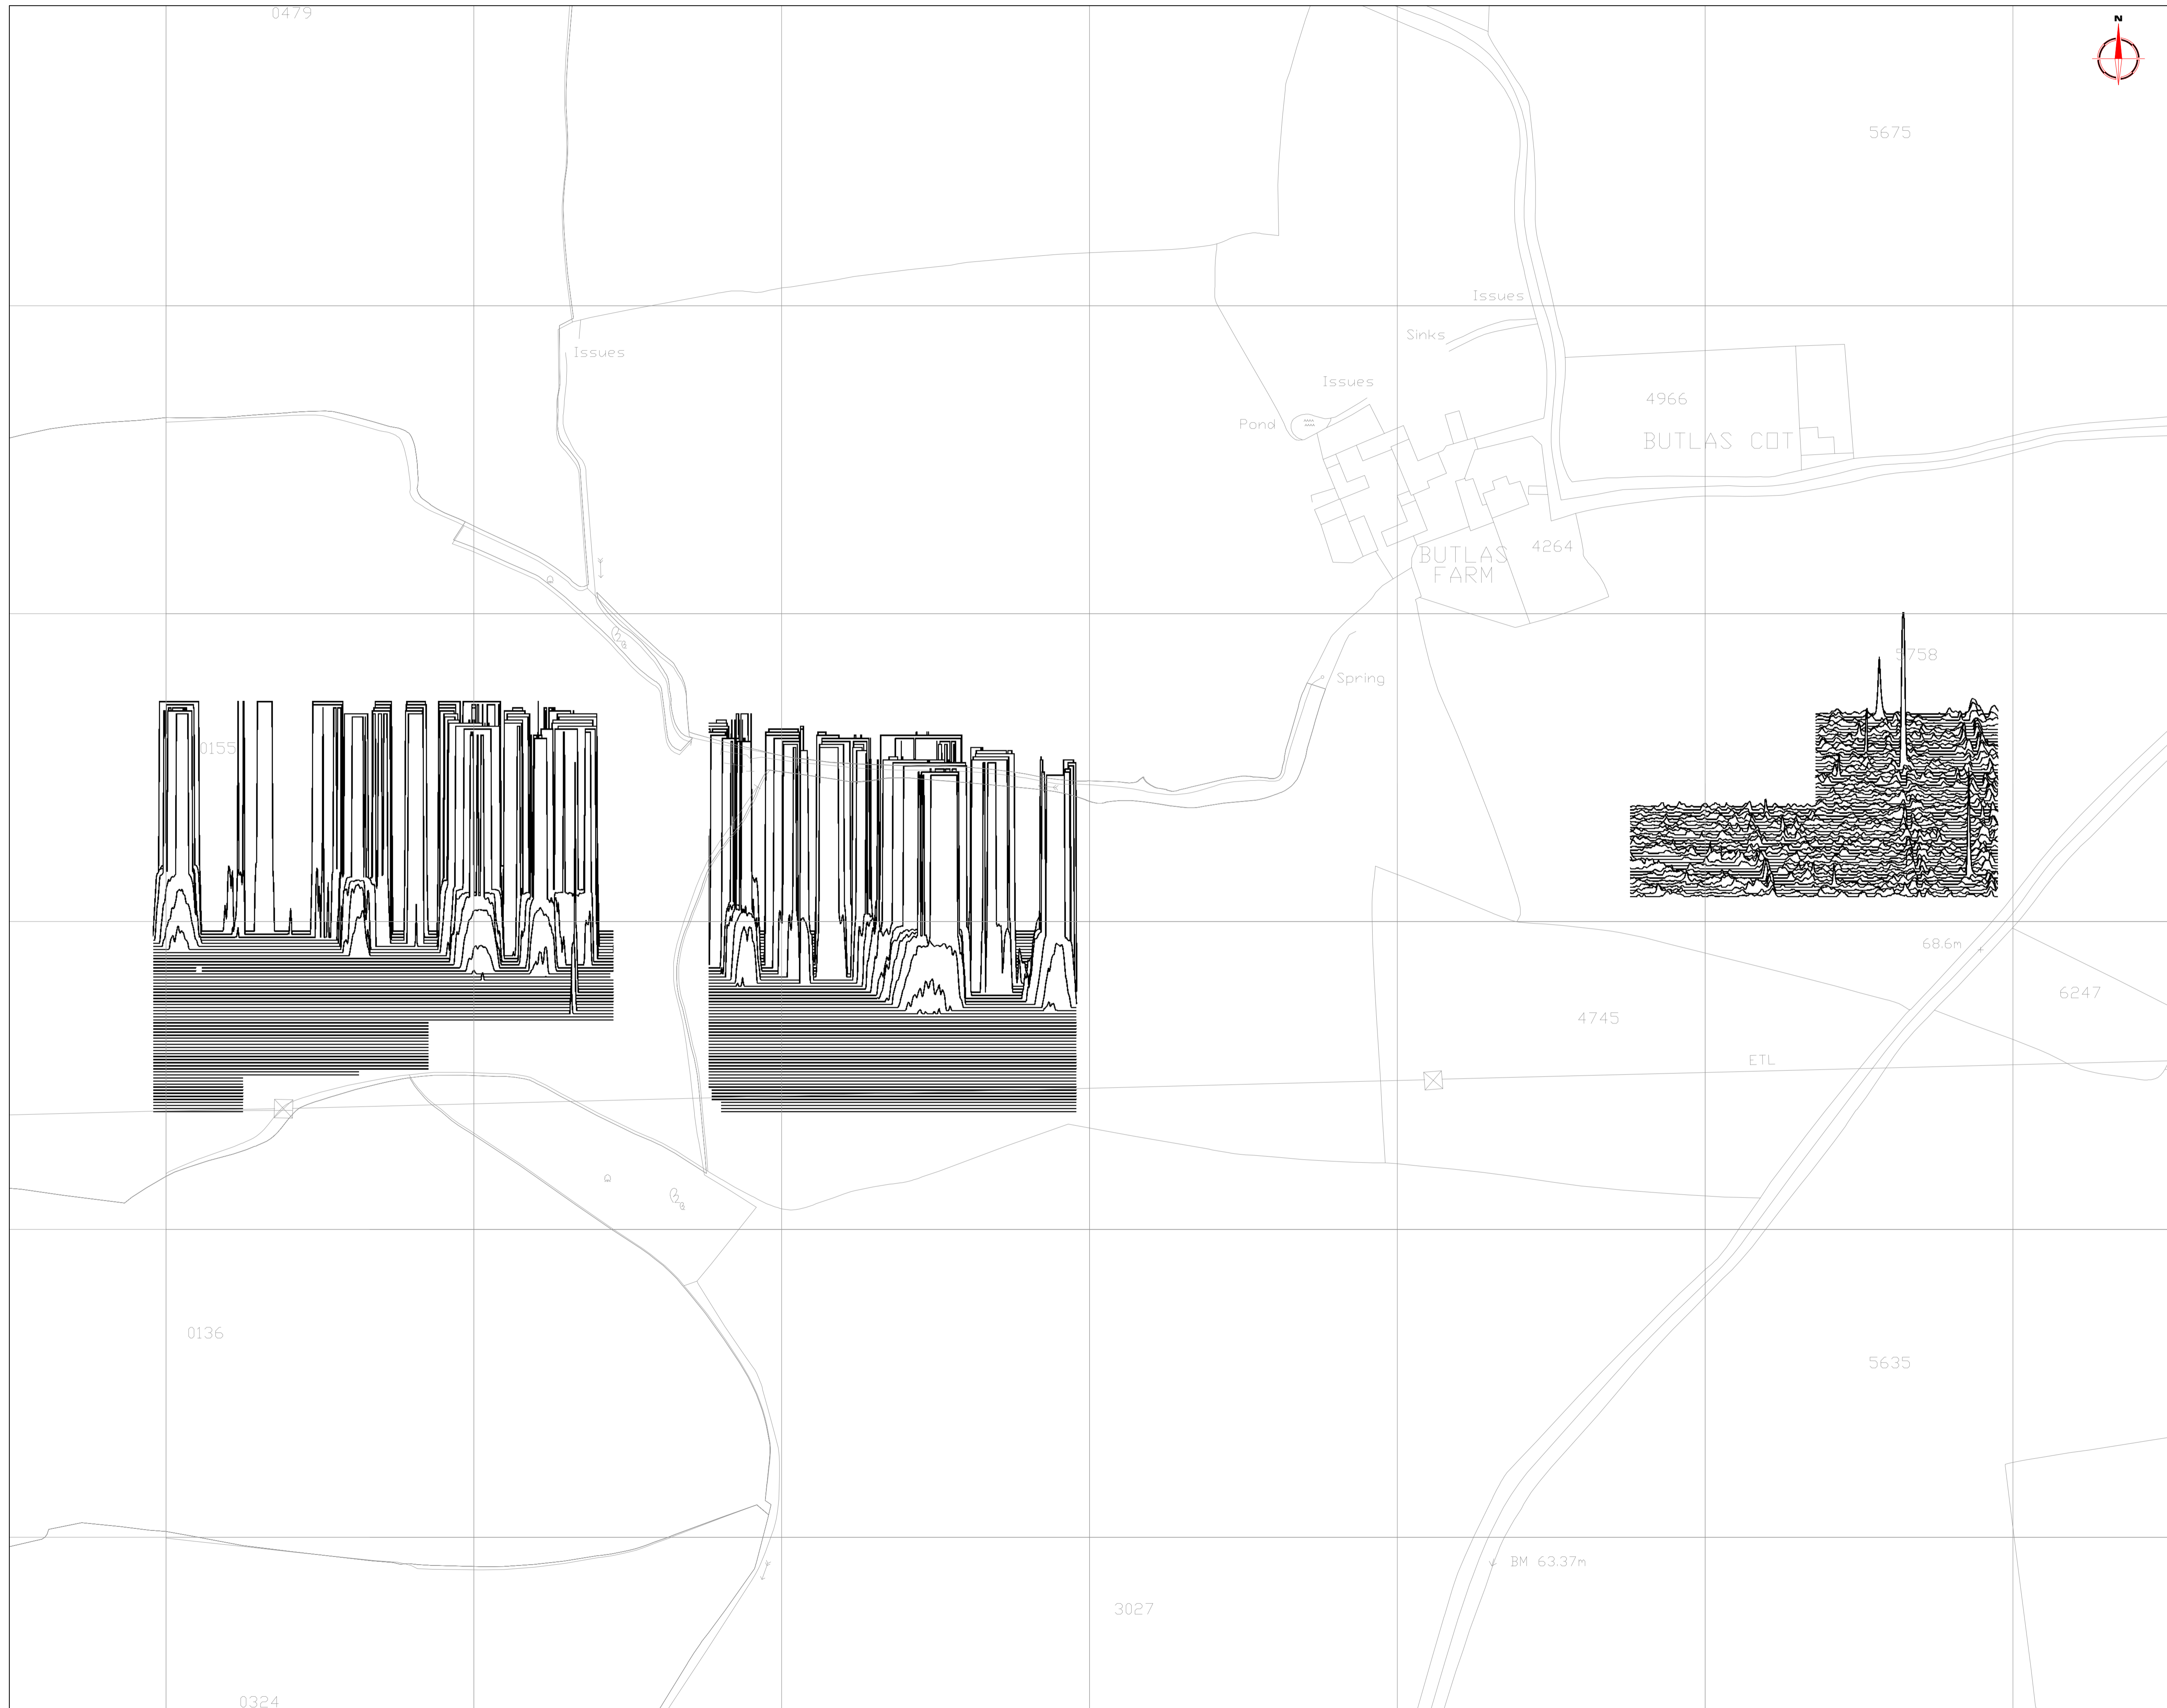 0479
N
5675
Issues
Sinks
Issues
Issues
4966
Pond
BUTLAS COT
4264
BUTLAS
FARM
5758
Spring
0155
68.6m
6247
4745
ETL
0136
5635
BM 63.37m
3027
0324